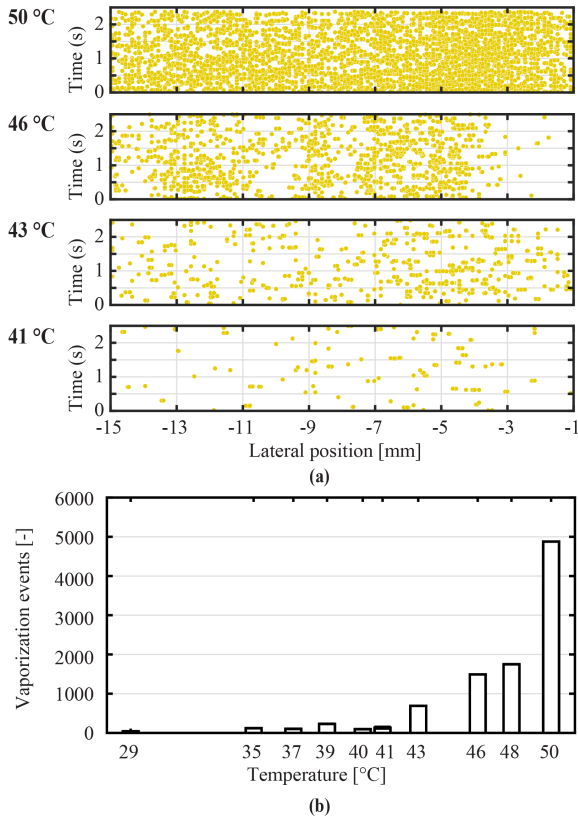 50 °C
Time (s)
2
1
0
46 °C
Time (s)
2
1
0
43 °C
Time (s)
2
1
0
41 °C
Time (s)
2
1
0
-15 -13 -11 -9 -7 -5 -3 -1
Lateral position [mm]
(a)
Vaporization events [-]
6000
5000
4000
3000
2000
1000
0
29 35 37 39 40 41 43 46 48 50
Temperature [°C]
(b)